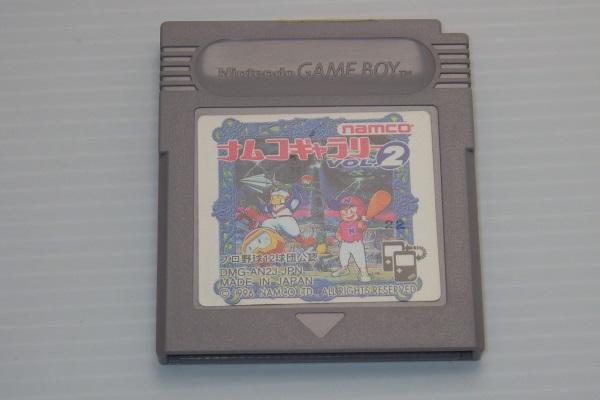 Nintendo GAME BOY™
namco
ナムコギャラリー
VOL.2
22
プロ野球12球団公認
DMG-AN2J-JPN
MADE IN JAPAN
© 1996 NAMCO LTD., ALL RIGHTS RESERVED